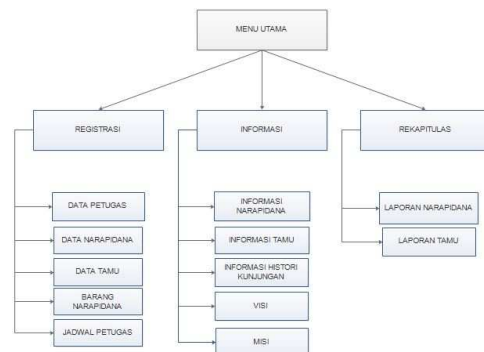 MENU UTAMA
REGISTRASI
INFORMASI
REKAPITULAS
DATA PETUGAS
DATA NARAPIDANA
DATA TAMU
BARANG
NARAPIDANA
JADWAL PETUGAS
INFORMASI
NARAPIDANA
INFORMASI TAMU
INFORMASI HISTORI
KUNJUNGAN
VISI
MISI
LAPORAN NARAPIDANA
LAPORAN TAMU